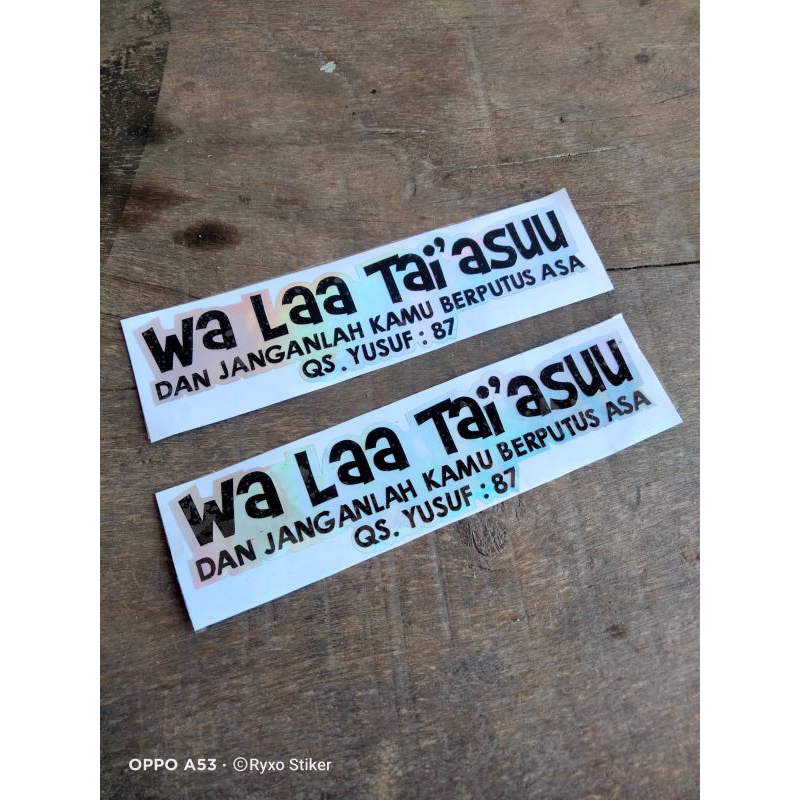 wa Laa Tai'asuu
DAN JANGANLAH KAMU BERPUTUS ASA
QS. YUSUF : 87
wa Laa Tai'asuu
DAN JANGANLAH KAMU BERPUTUS ASA
QS. YUSUF : 87
OPPO A53 · ©Ryxo Stiker